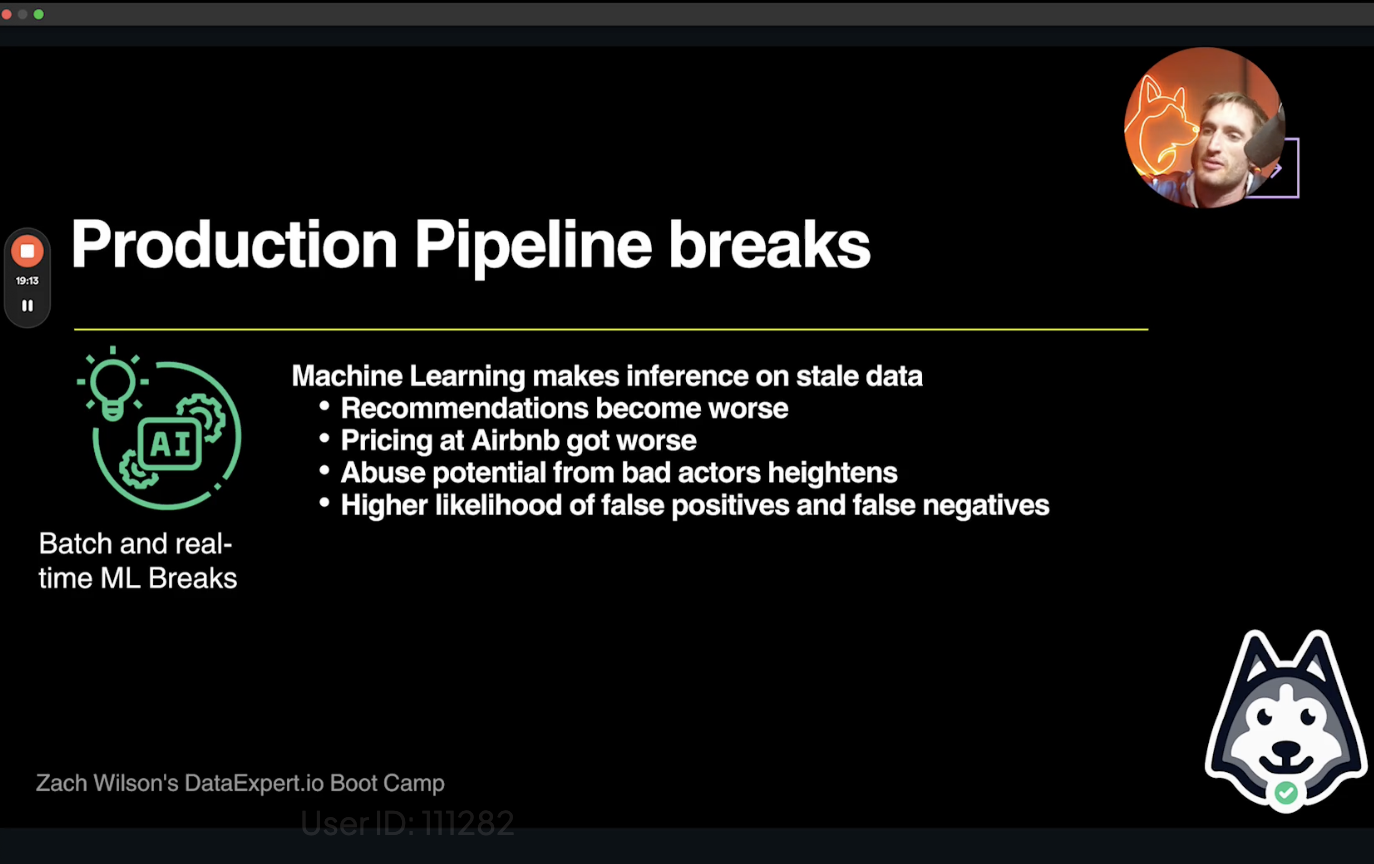 Production Pipeline breaks
19:13
Machine Learning makes inference on stale data
• Recommendations become worse
• Pricing at Airbnb got worse
• Abuse potential from bad actors heightens
• Higher likelihood of false positives and false negatives
AI
Batch and real-
time ML Breaks
Zach Wilson's DataExpert.io Boot Camp
User ID: 111282